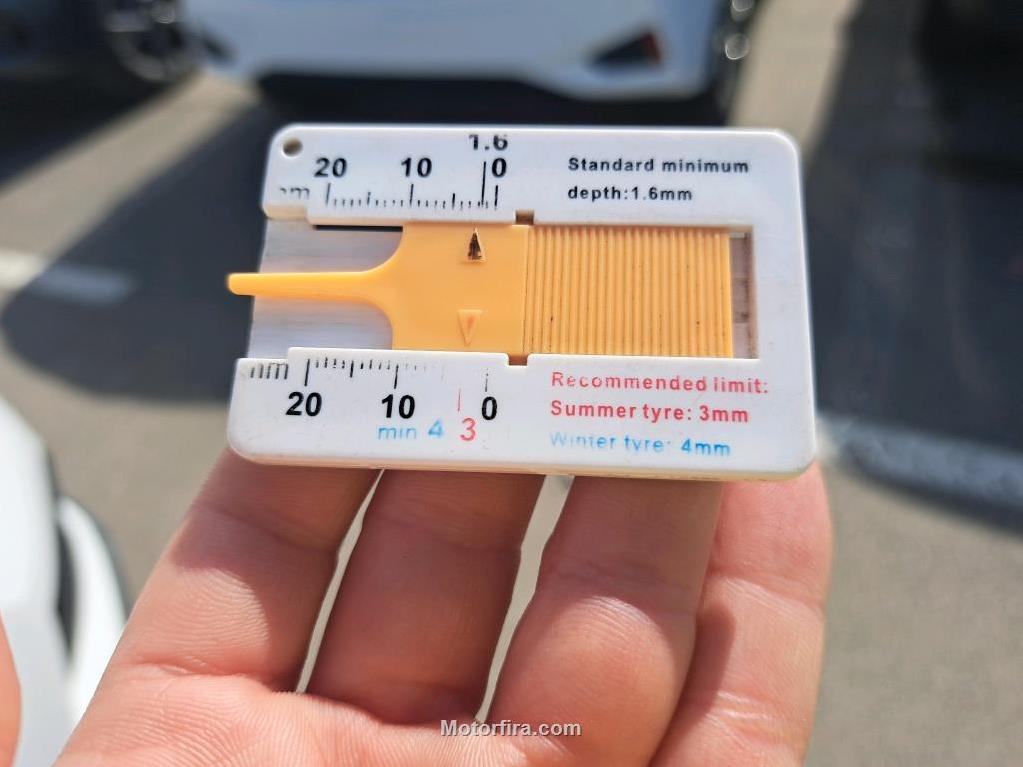 1.6
20 10 0
Standard minimum
depth:1.6mm
20 10 0
min 4 3
Recommended limit:
Summer tyre: 3mm
Winter tyre: 4mm
Motorfira.com